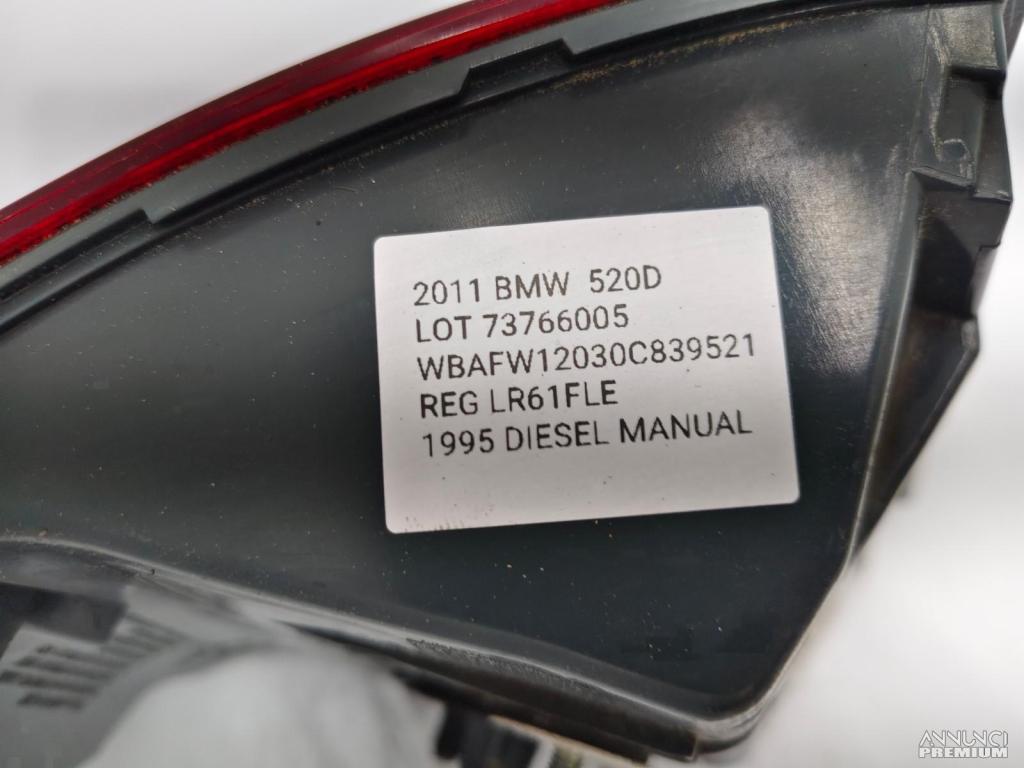 2011 BMW 520D
LOT 73766005
WBAFW12030C839521
REG LR61FLE
1995 DIESEL MANUAL
ANNUNCI
PREMIUM